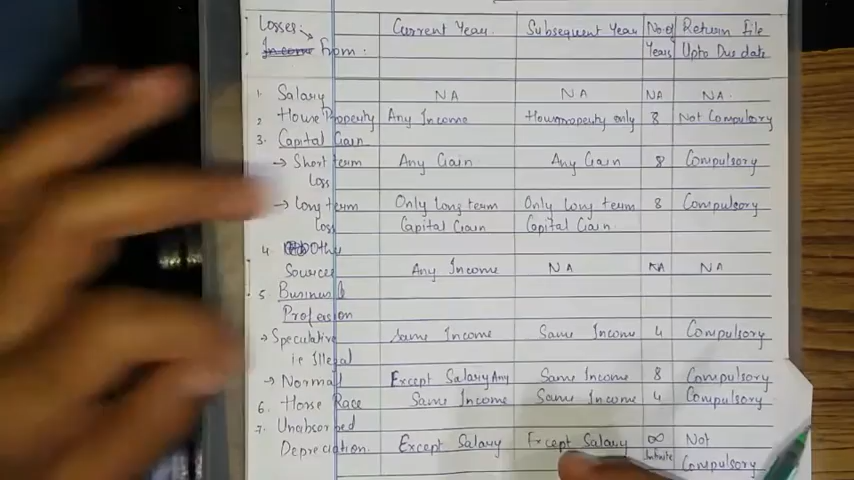 Losses Current Year. Subsequent Year No. of Return File
Income From : Years Upto Due date
1. Salary NA NA NA NA.
2 House Property Any Income House property only 8 Not Compulsory
3. Capital Gain
→ Short term Any Gain Any Gain 8 Compulsory
Loss
→ Long term Only Long term Only Long term 8 Compulsory
Loss Capital Gain Capital Gain.
4 Other
Sources Any Income NA NA NA
5. Business &
Profession
→ Speculative Same Income Same Income 4 Compulsory
ie Illegal
→ Normal Except Salary Any Same Income 8 Compulsory
6. Horse Race Same Income Same Income 4 Compulsory
7. Unabsorbed
Depreciation. Except Salary Except Salary ∞ Not
Infinite Compulsory